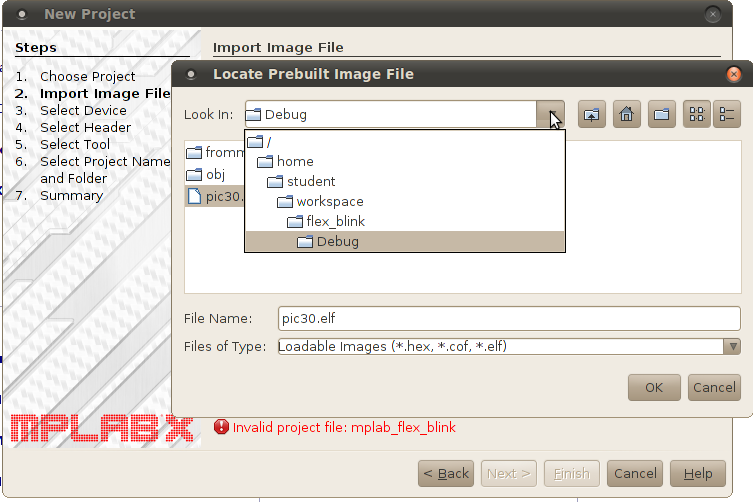 New Project
Steps
1. Choose Project
2. Import Image File
3. Select Device
4. Select Header
5. Select Tool
6. Select Project Name
and Folder
7. Summary
MPLAB X
Import Image File
Locate Prebuilt Image File
Look In: Debug
/
home
student
workspace
flex_blink
Debug
obj
File Name: pic30.elf
Files of Type: Loadable Images (*.hex, *.cof, *.elf)
OK Cancel
Invalid project file: mplab_flex_blink
< Back Next > Finish Cancel Help